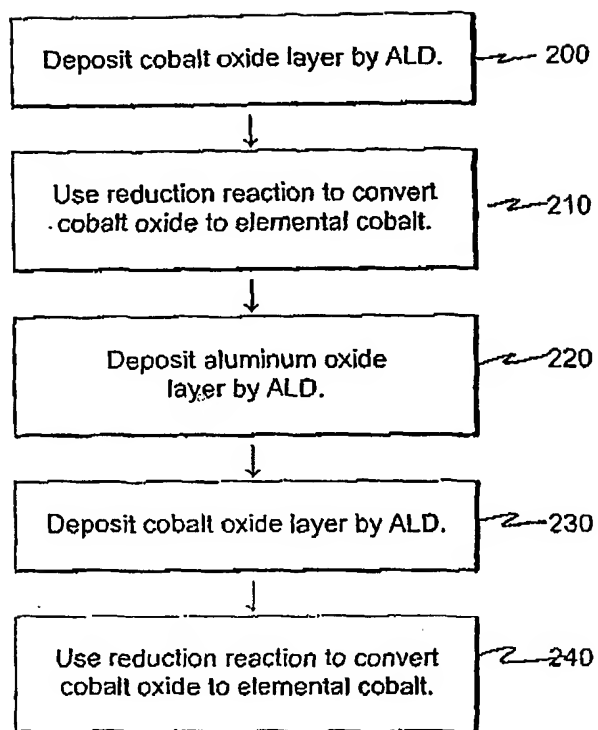 Deposit cobalt oxide layer by ALD.
200
Use reduction reaction to convert
cobalt oxide to elemental cobalt.
210
Deposit aluminum oxide
layer by ALD.
220
Deposit cobalt oxide layer by ALD.
230
Use reduction reaction to convert
cobalt oxide to elemental cobalt.
240